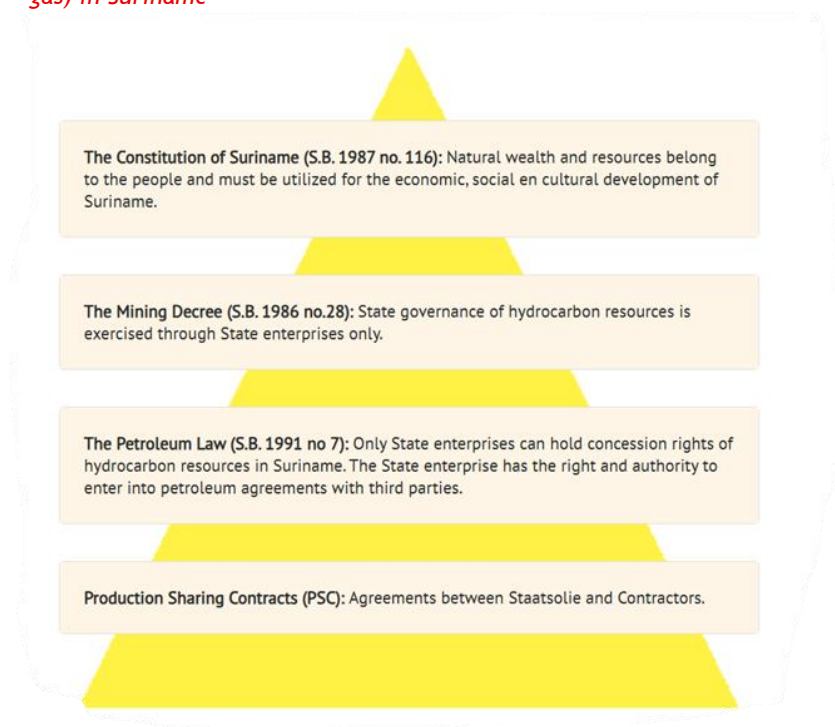 gas) in Suriname
The Constitution of Suriname (S.B. 1987 no. 116): Natural wealth and resources belong
to the people and must be utilized for the economic, social en cultural development of
Suriname.
The Mining Decree (S.B. 1986 no.28): State governance of hydrocarbon resources is
exercised through State enterprises only.
The Petroleum Law (S.B. 1991 no 7): Only State enterprises can hold concession rights of
hydrocarbon resources in Suriname. The State enterprise has the right and authority to
enter into petroleum agreements with third parties.
Production Sharing Contracts (PSC): Agreements between Staatsolie and Contractors.